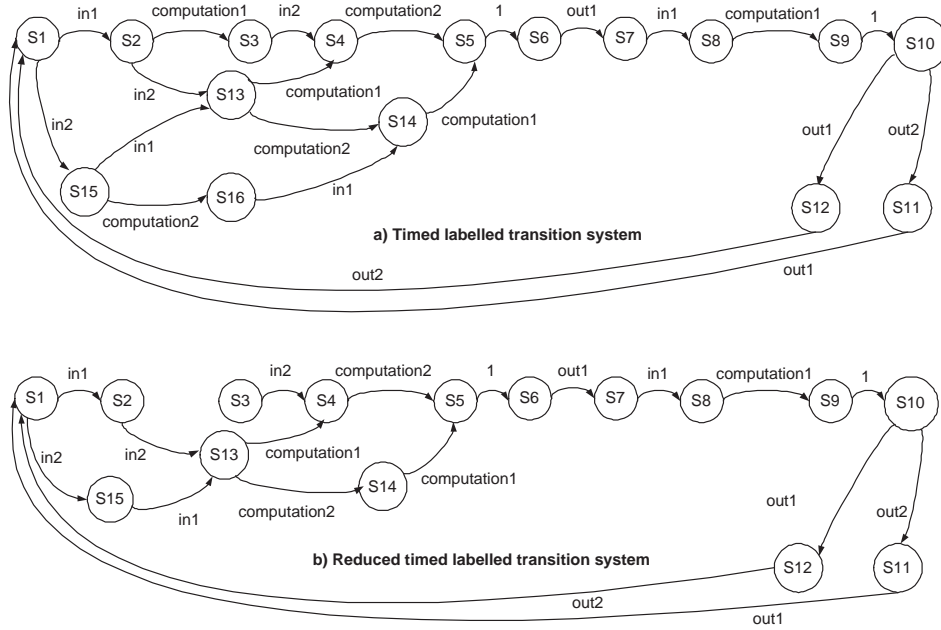 in1
computation1
in2
computation2
1
out1
in1
computation1
1
S1
S2
S3
S4
S5
S6
S7
S8
S9
S10
in2
computation1
S13
S14
computation1
in2
in1
computation2
out1
out2
S15
S16
in1
computation2
S12
S11
a) Timed labelled transition system
out2
out1
in1
in2
computation2
1
out1
in1
computation1
1
S1
S2
S3
S4
S5
S6
S7
S8
S9
S10
in2
in2
S13
computation1
S15
in1
S14
computation1
computation2
out1
out2
b) Reduced timed labelled transition system
S12
S11
out2
out1